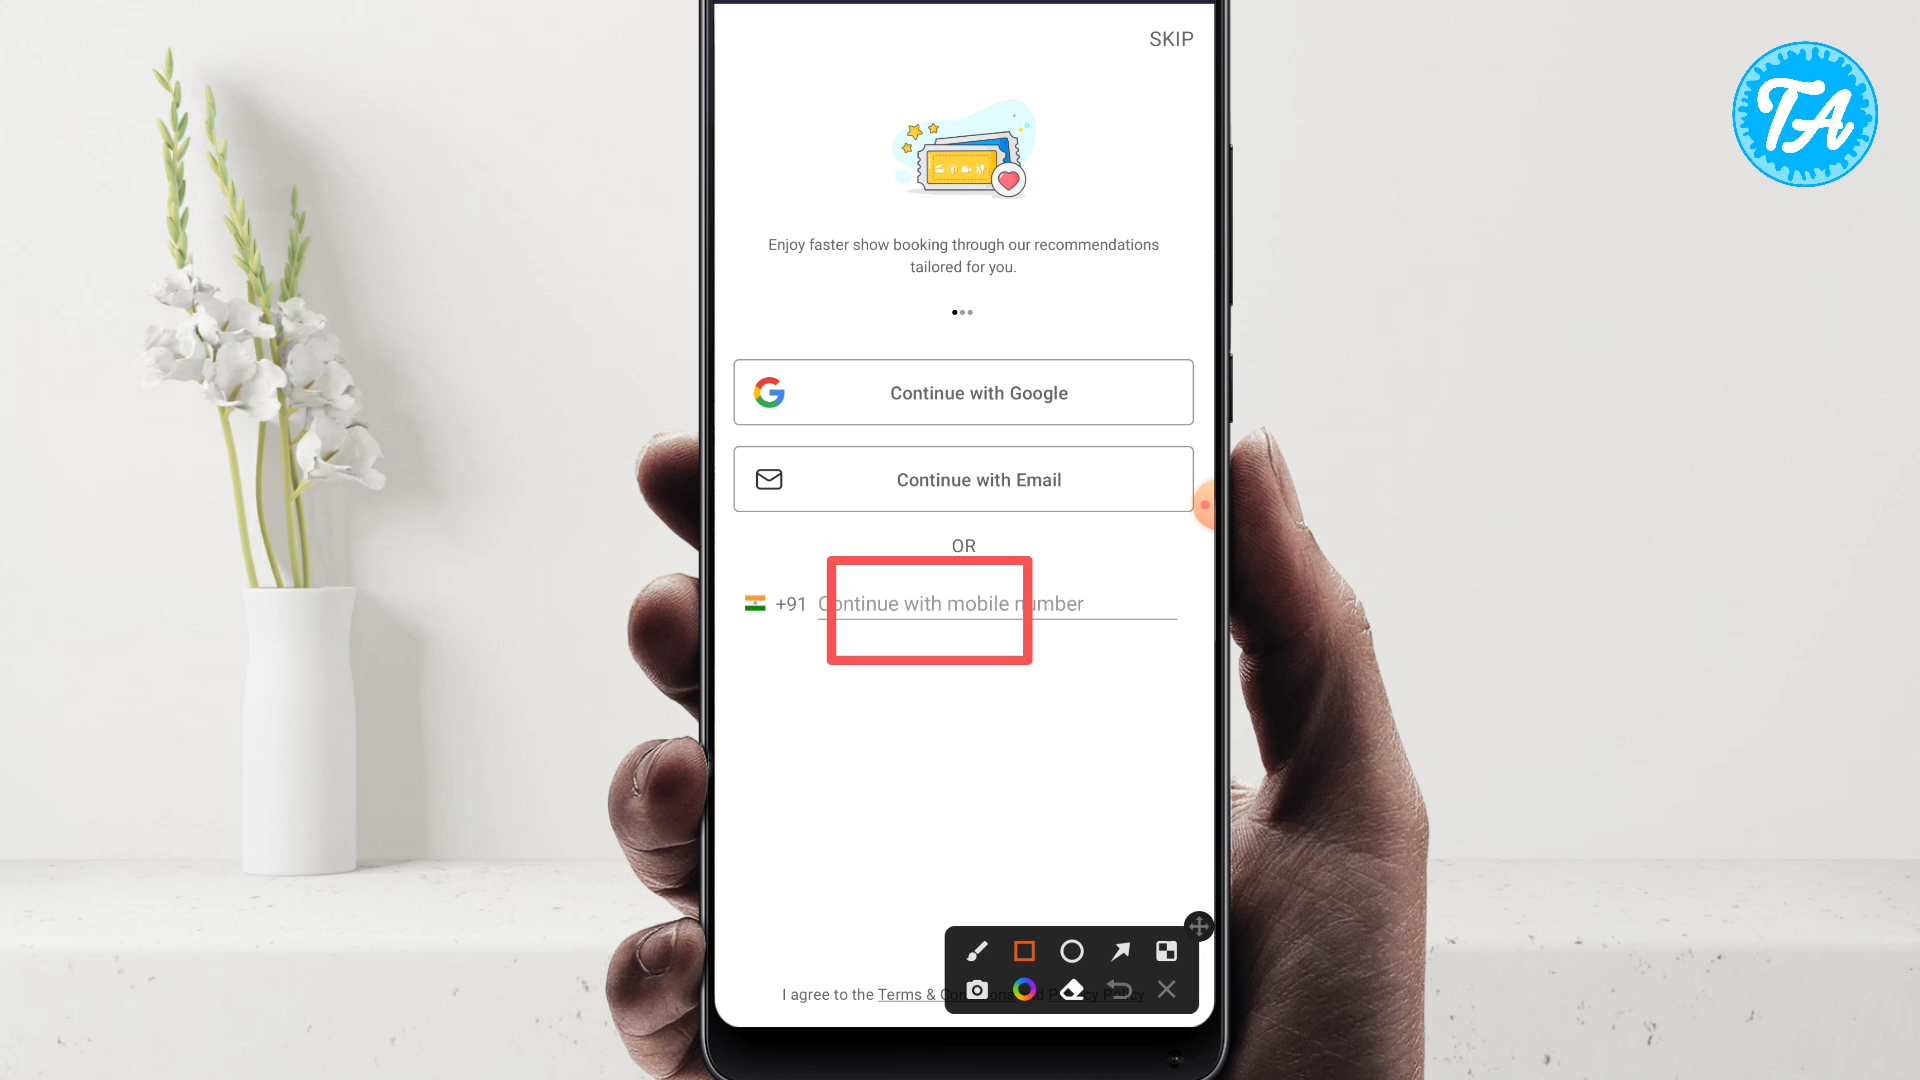 SKIP
TA
Enjoy faster show booking through our recommendations
tailored for you.
Continue with Google
Continue with Email
OR
+91 Continue with mobile number
I agree to the Terms & Conditions and Privacy Policy